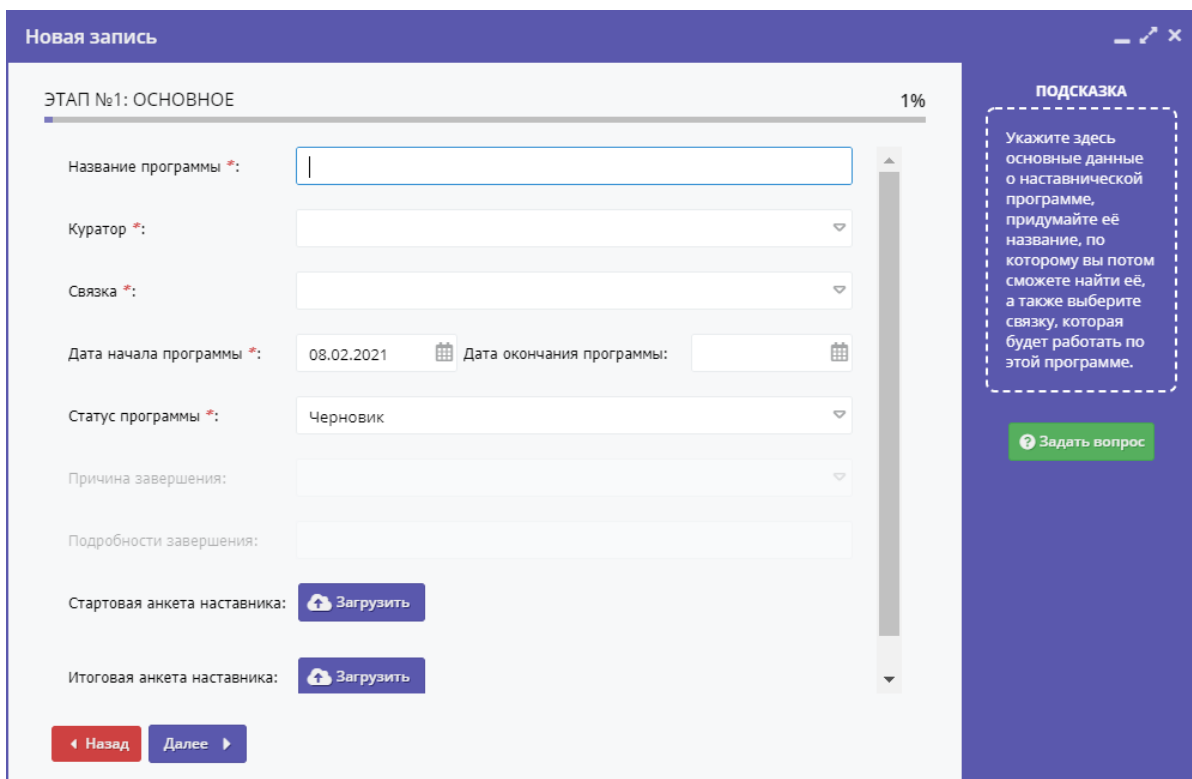 Новая запись
ЭТАП №1: ОСНОВНОЕ 1%
Название программы *:
Куратор *:
Связка *:
Дата начала программы *: 08.02.2021 Дата окончания программы:
Статус программы *: Черновик
Причина завершения:
Подробности завершения:
Стартовая анкета наставника: Загрузить
Итоговая анкета наставника: Загрузить
Назад Далее
ПОДСКАЗКА
Укажите здесь
основные данные
о наставнической
программе,
придумайте её
название, по
которому вы потом
сможете найти её,
а также выберите
связку, которая
будет работать по
этой программе.
Задать вопрос